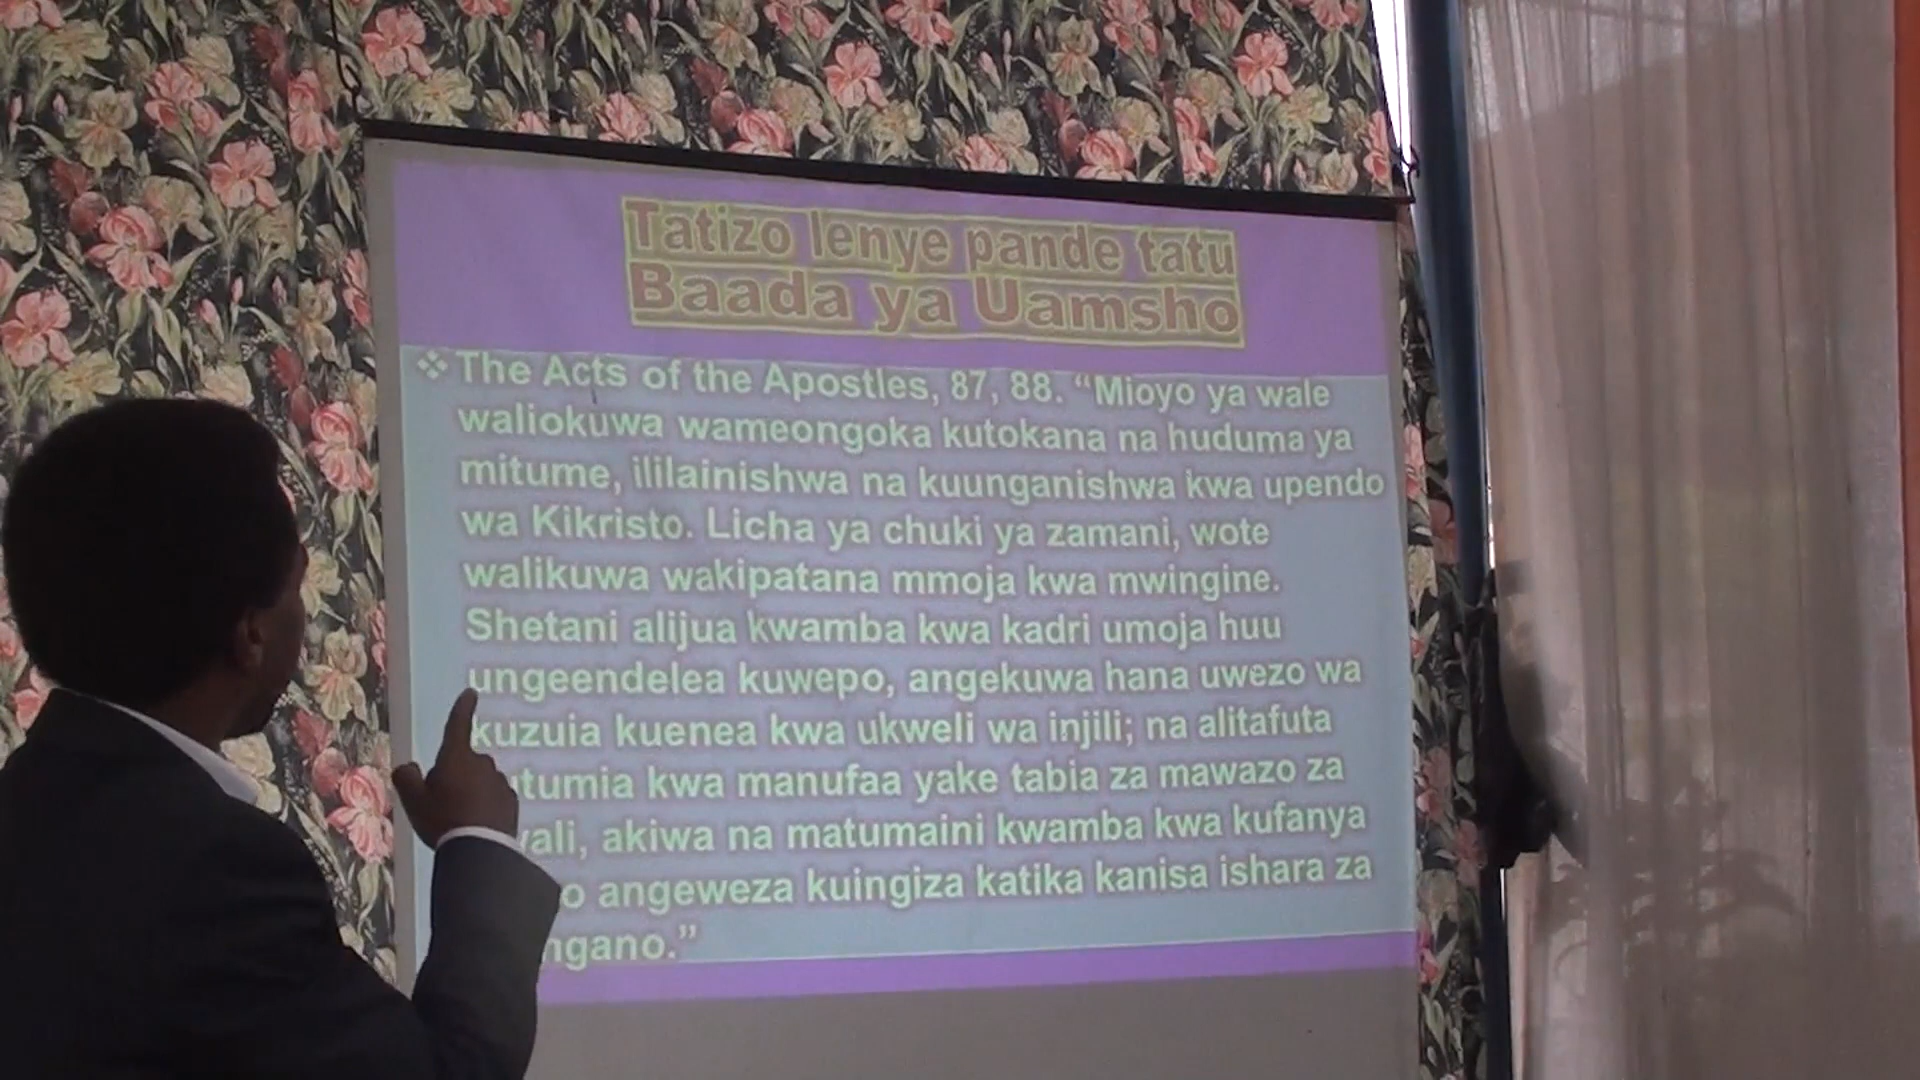 Tatizo lenye pande tatu
Baada ya Uamsho
❖ The Acts of the Apostles, 87, 88. “Mioyo ya wale
waliokuwa wameongoka kutokana na huduma ya
mitume, ililainishwa na kuunganishwa kwa upendo
wa Kikristo. Licha ya chuki ya zamani, wote
walikuwa wakipatana mmoja kwa mwingine.
Shetani alijua kwamba kwa kadri umoja huu
ungeendelea kuwepo, angekuwa hana uwezo wa
kuzuia kuenea kwa ukweli wa injili; na alitafuta
kwa manufaa yake tabia za mawazo za
akiwa na matumaini kwamba kwa kufanya
angeweza kuingiza katika kanisa ishara za